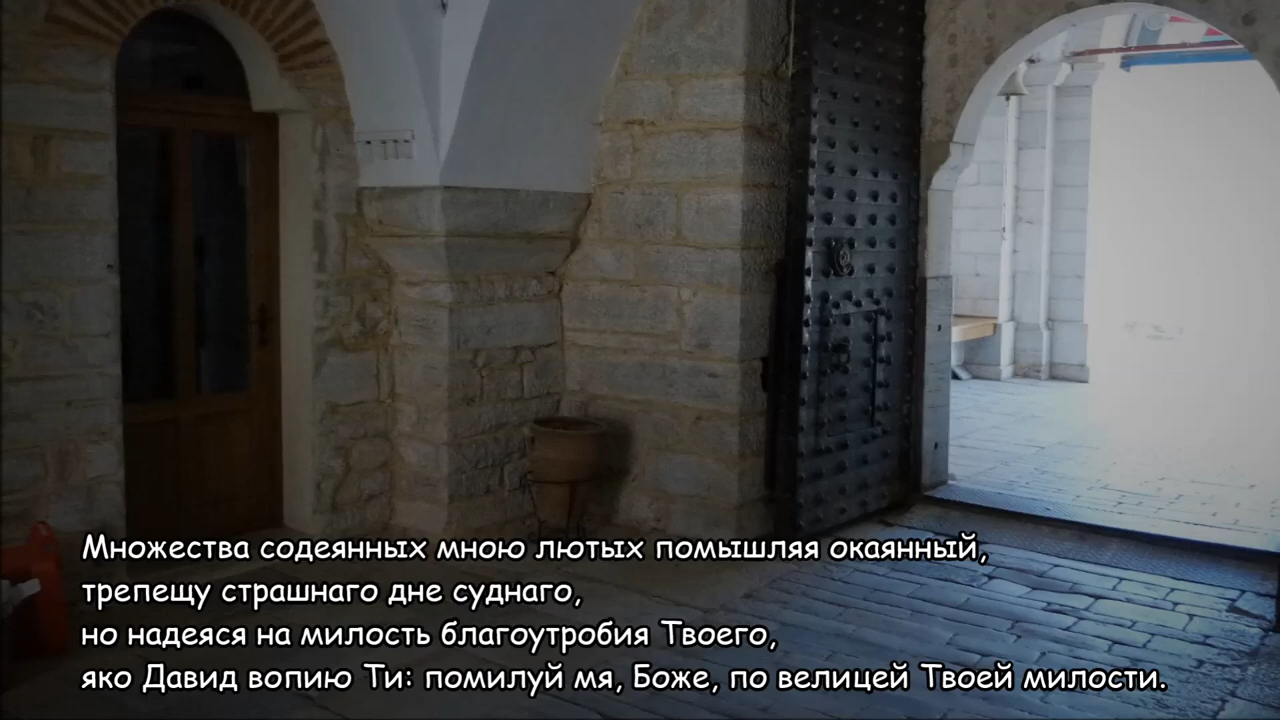 Множества содеянных мною лютых помышляя окаянный,
трепещу страшнаго дне суднаго,
но надеяся на милость благоутробия Твоего,
яко Давид вопию Ти: помилуй мя, Боже, по велицей Твоей милости.